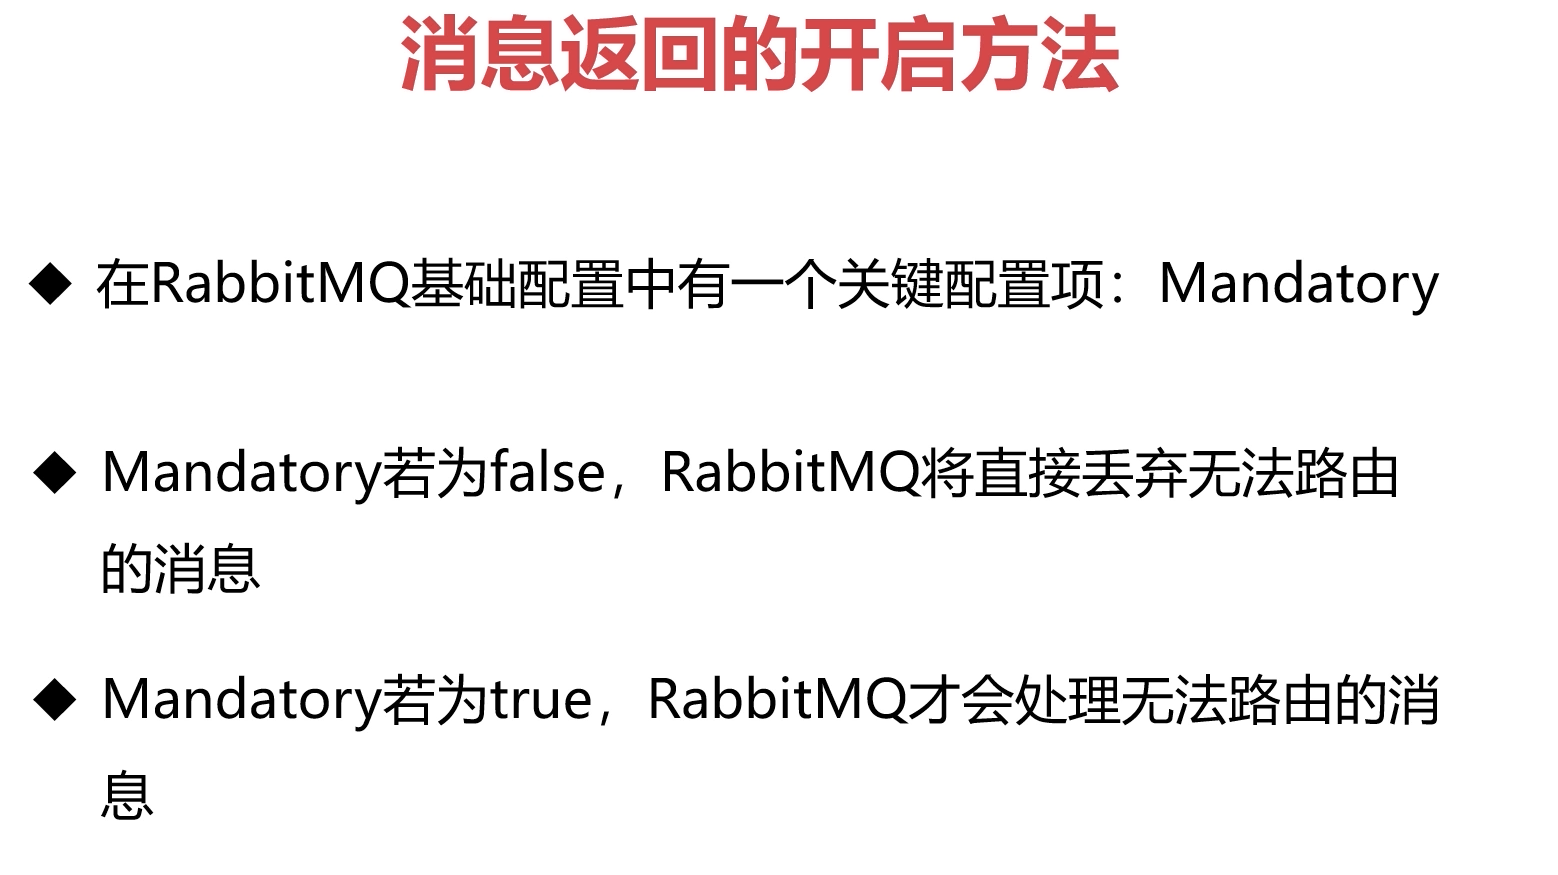 消息返回的开启方法
◆ 在RabbitMQ基础配置中有一个关键配置项：Mandatory
◆ Mandatory若为false，RabbitMQ将直接丢弃无法路由
的消息
◆ Mandatory若为true，RabbitMQ才会处理无法路由的消
息